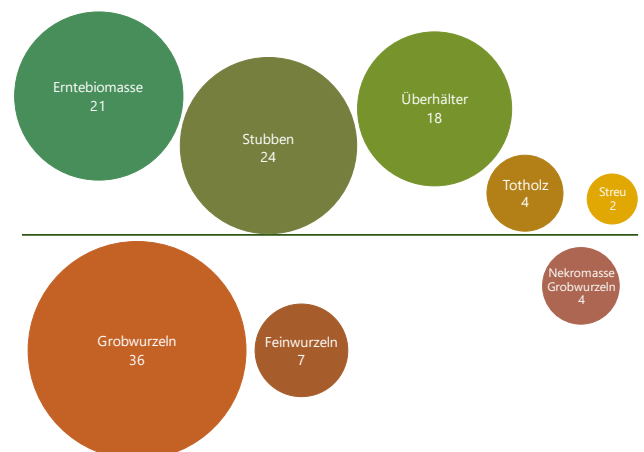 Erntebiomasse
21
Stubben
24
Überhälter
18
Totholz
4
Streu
2
Grobwurzeln
36
Feinwurzeln
7
Nekromasse
Grobwurzeln
4